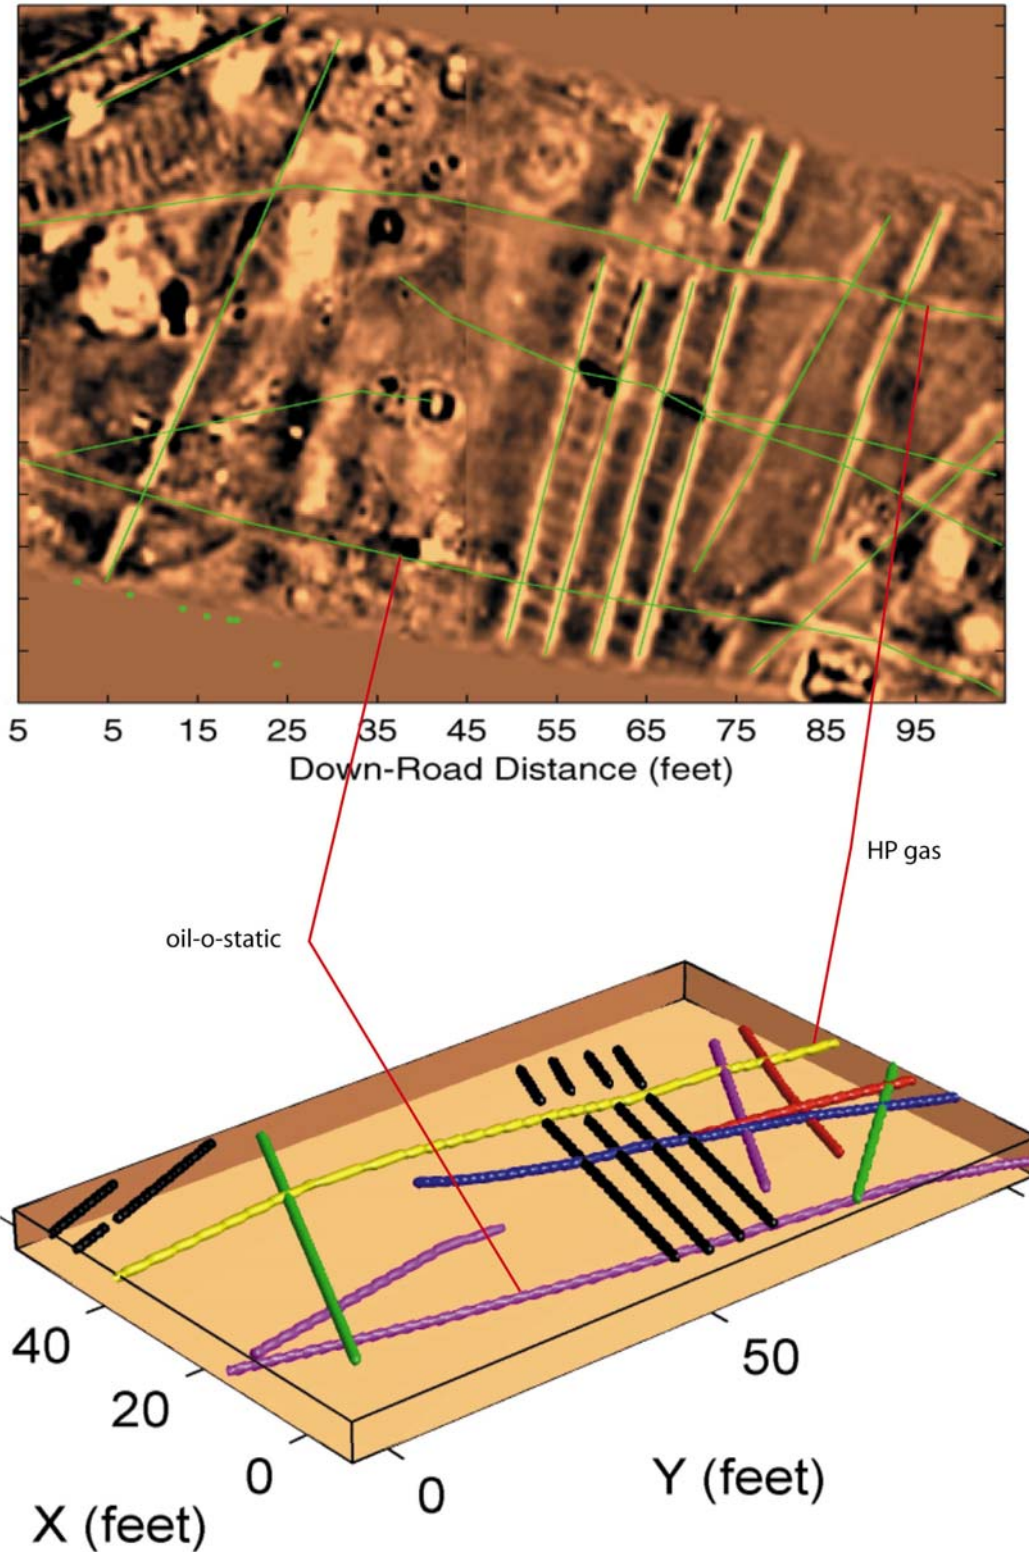 5 5 15 25 35 45 55 65 75 85 95
Down-Road Distance (feet)
HP gas
oil-o-static
40
20
0
X (feet)
50
0
Y (feet)